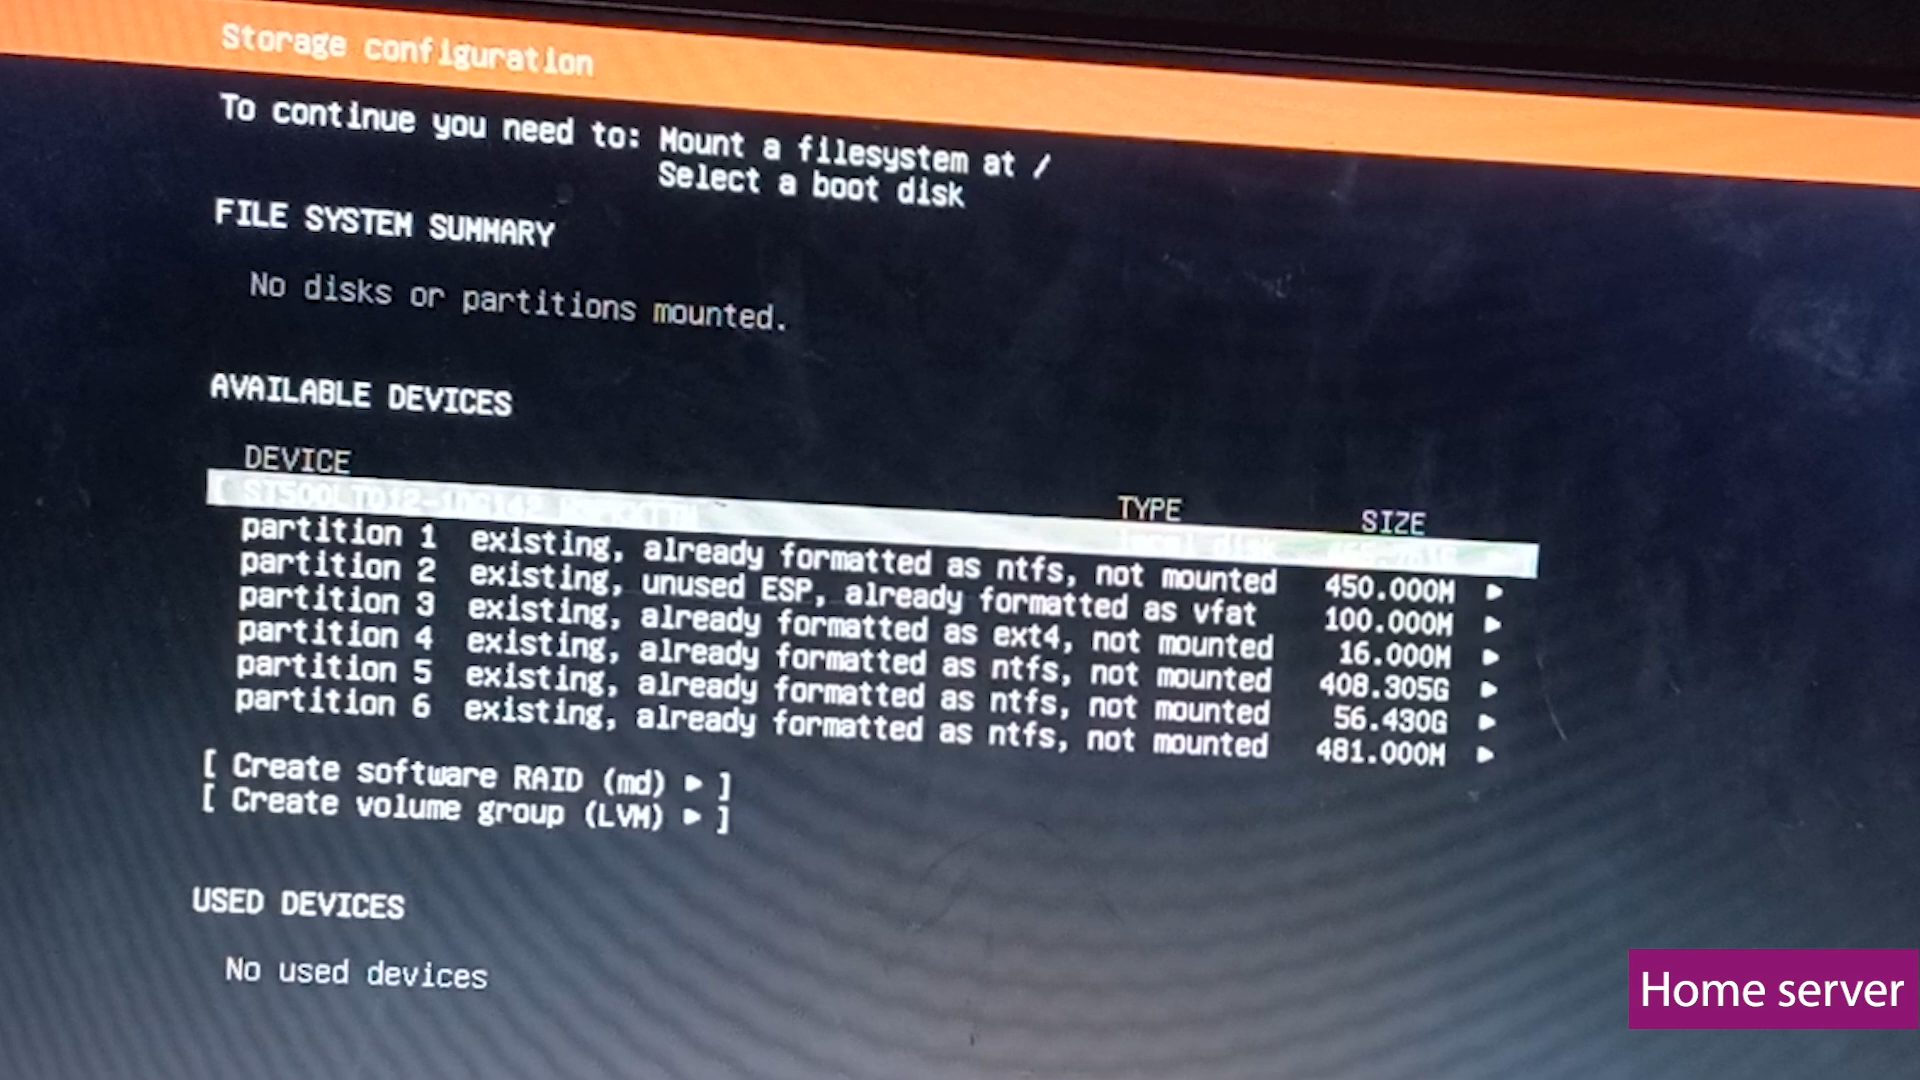 Storage configuration
To continue you need to: Mount a filesystem at /
Select a boot disk
FILE SYSTEM SUMMARY
No disks or partitions mounted.
AVAILABLE DEVICES
DEVICE TYPE SIZE
[ local disk
partition 1 existing, already formatted as ntfs, not mounted 450.000M ▶
partition 2 existing, unused ESP, already formatted as vfat 100.000M ▶
partition 3 existing, already formatted as ext4, not mounted 16.000M ▶
partition 4 existing, already formatted as ntfs, not mounted 408.305G ▶
partition 5 existing, already formatted as ntfs, not mounted 56.430G ▶
partition 6 existing, already formatted as ntfs, not mounted 481.000M ▶
[ Create software RAID (md) ▶ ]
[ Create volume group (LVM) ▶ ]
USED DEVICES
No used devices
Home server